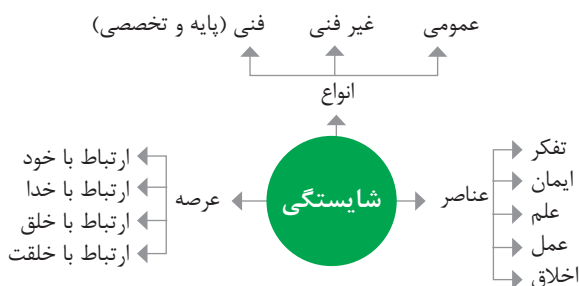 عمومی
غیر فنی
فنی (پایه و تخصصی)
انواع
شایستگی
عناصر
تفکر
ایمان
علم
عمل
اخلاق
عرصه
ارتباط با خود
ارتباط با خدا
ارتباط با خلق
ارتباط با خلقت